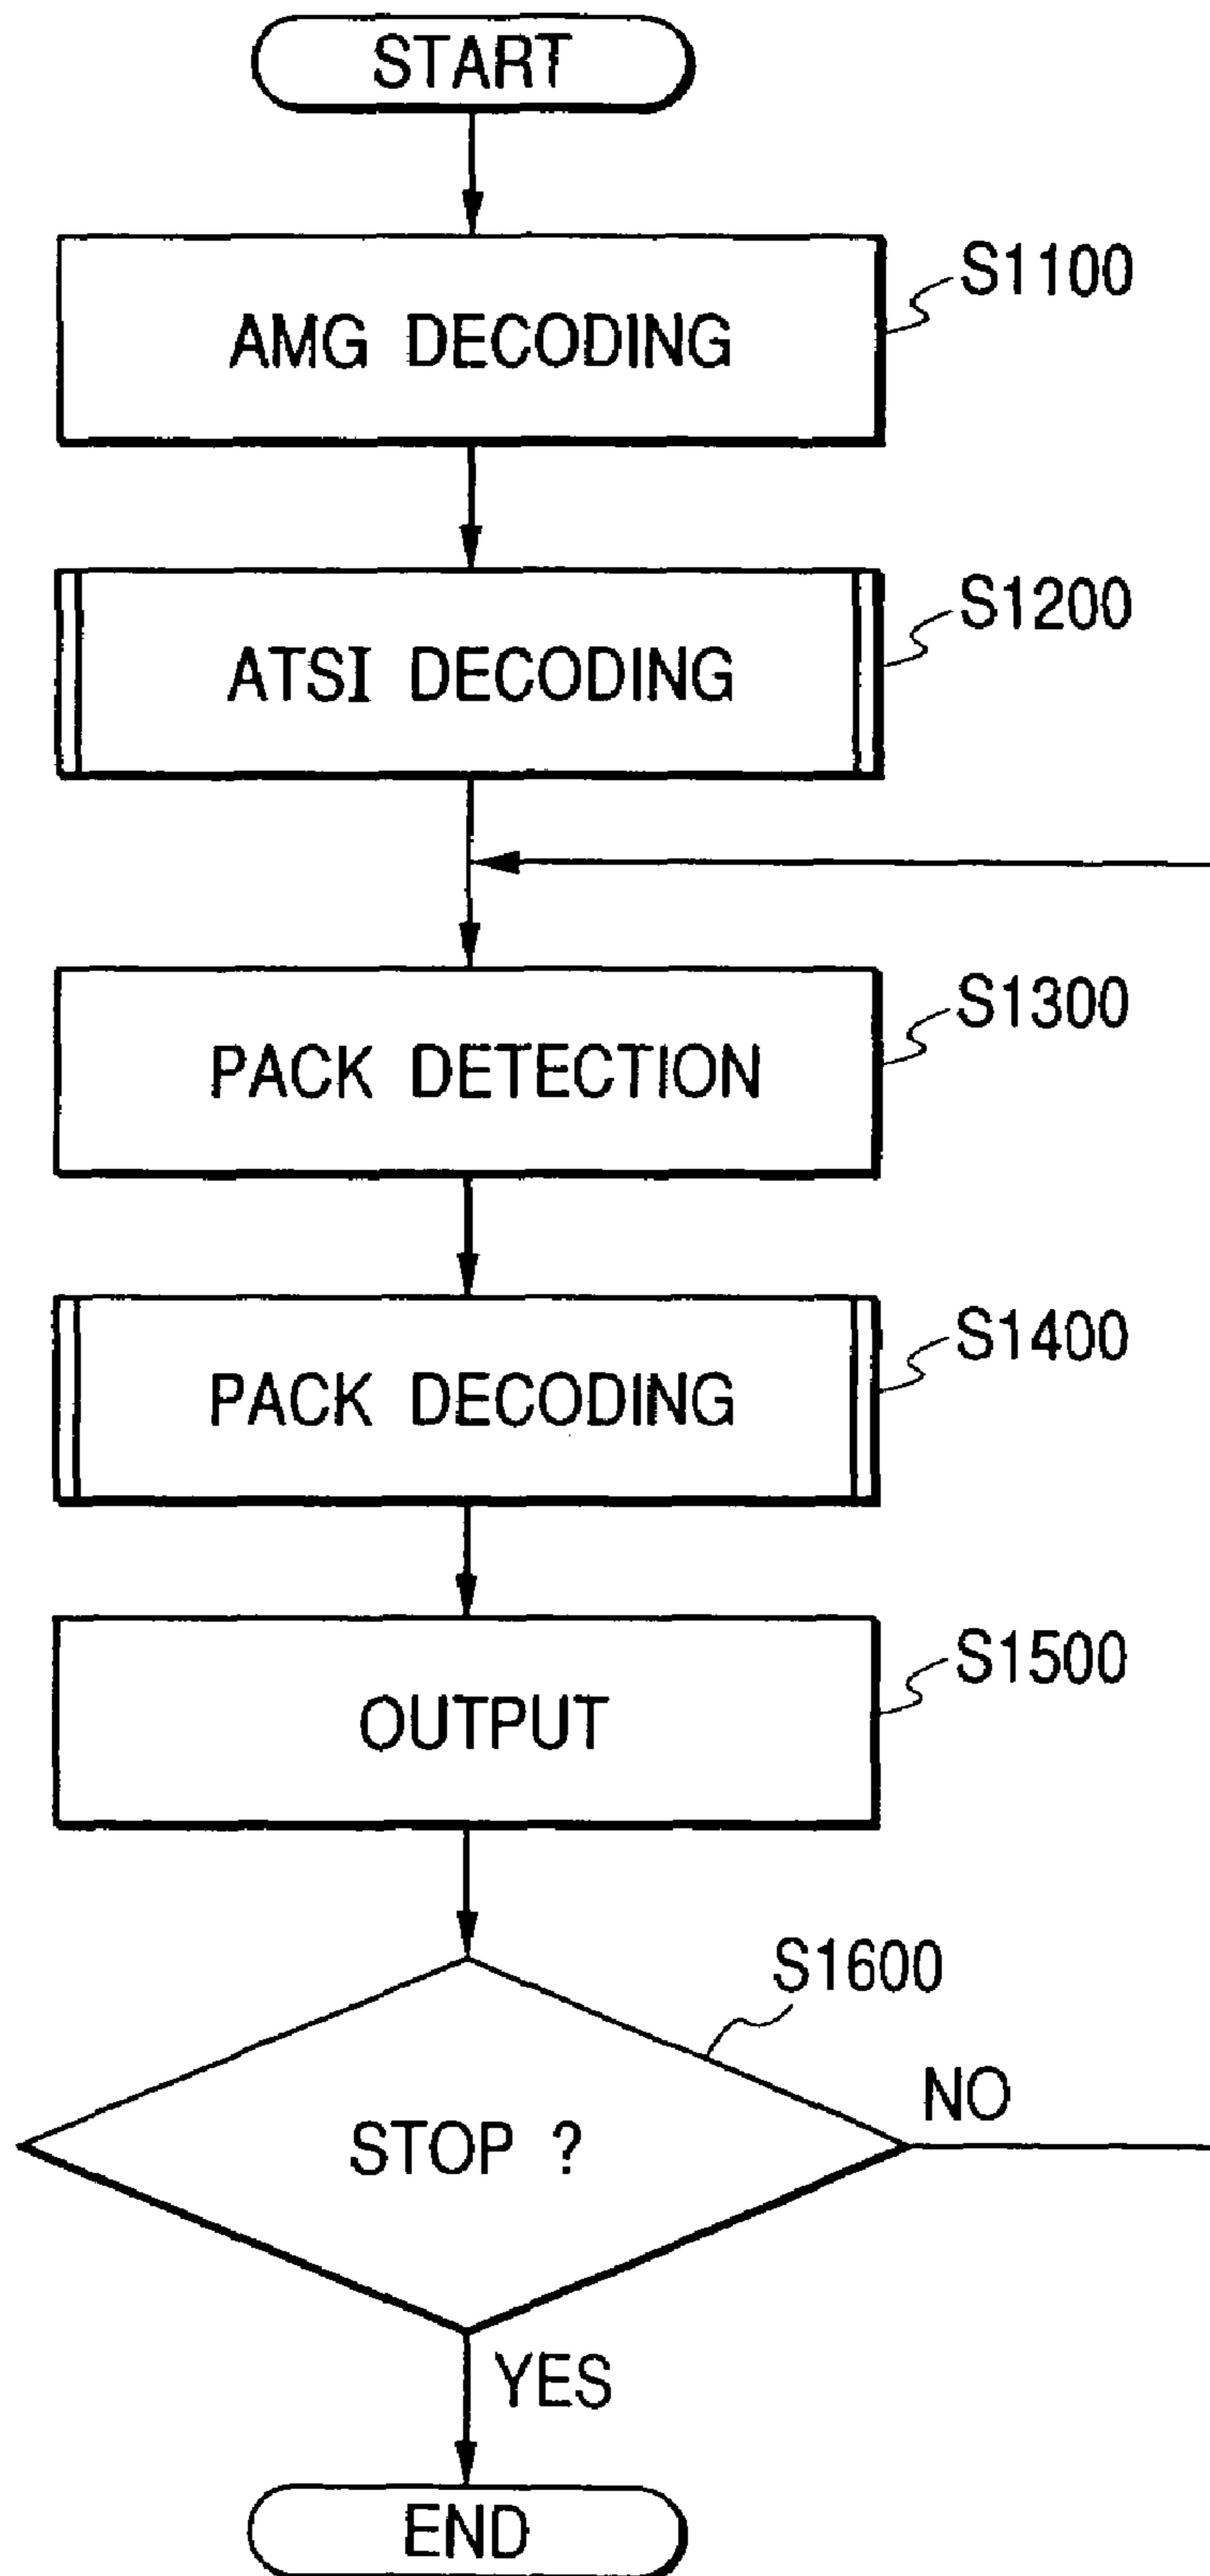 START
AMG DECODING
S1100
ATSI DECODING
S1200
PACK DETECTION
S1300
PACK DECODING
S1400
OUTPUT
S1500
S1600
STOP ?
NO
YES
END